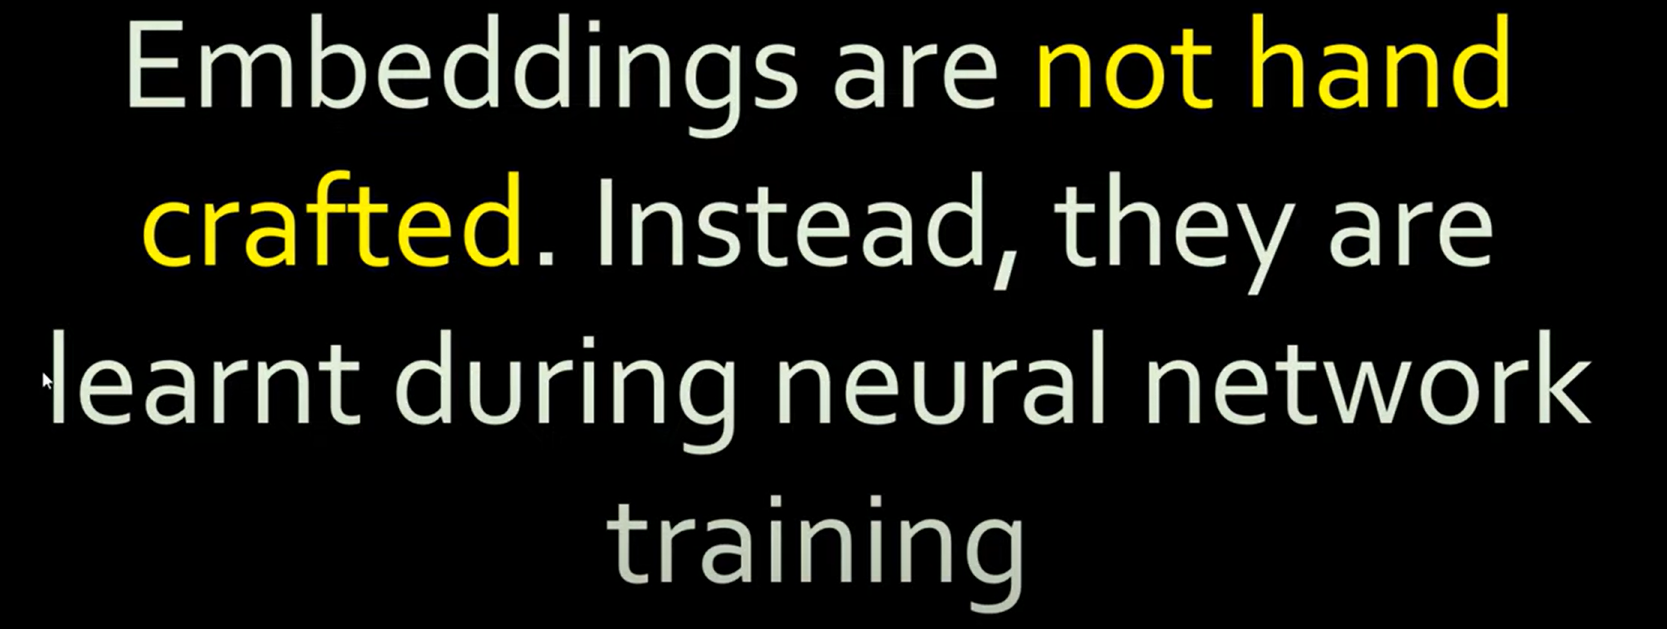 Embeddings are not hand
crafted. Instead, they are
learnt during neural network
training